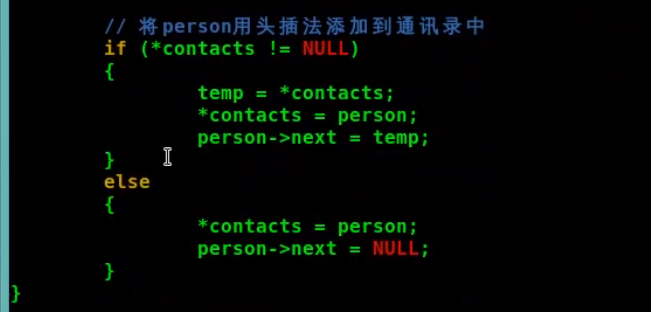 // 将person用头插法添加到通讯录中
if (*contacts != NULL)
{
temp = *contacts;
*contacts = person;
person->next = temp;
}
else
{
*contacts = person;
person->next = NULL;
}
}